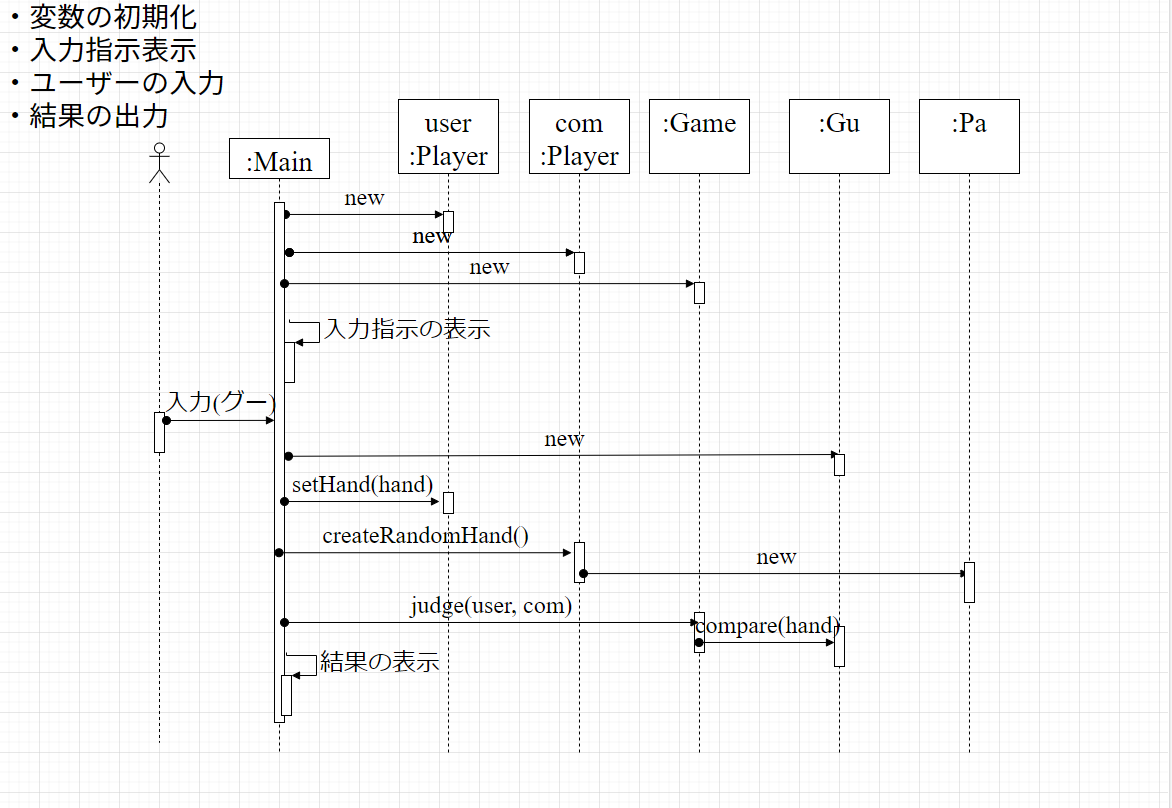 ・変数の初期化
・入力指示表示
・ユーザーの入力
・結果の出力
:Main
user
:Player
com
:Player
:Game
:Gu
:Pa
new
new
new
入力指示の表示
入力(グー)
new
setHand(hand)
createRandomHand()
new
judge(user, com)
compare(hand)
結果の表示